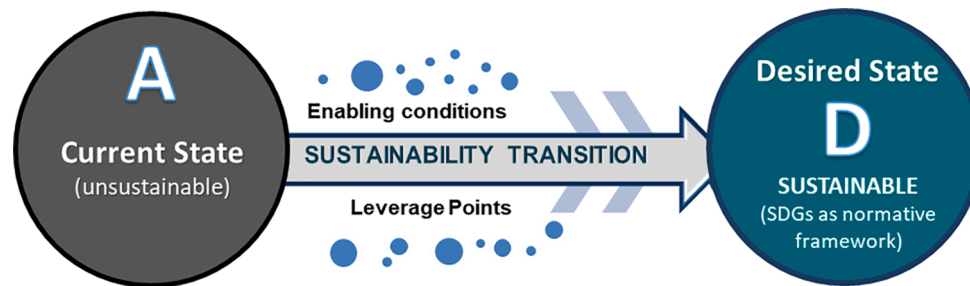 A
Current State
(unsustainable)
Enabling conditions
SUSTAINABILITY TRANSITION
Leverage Points
Desired State
D
SUSTAINABLE
(SDGs as normative
framework)